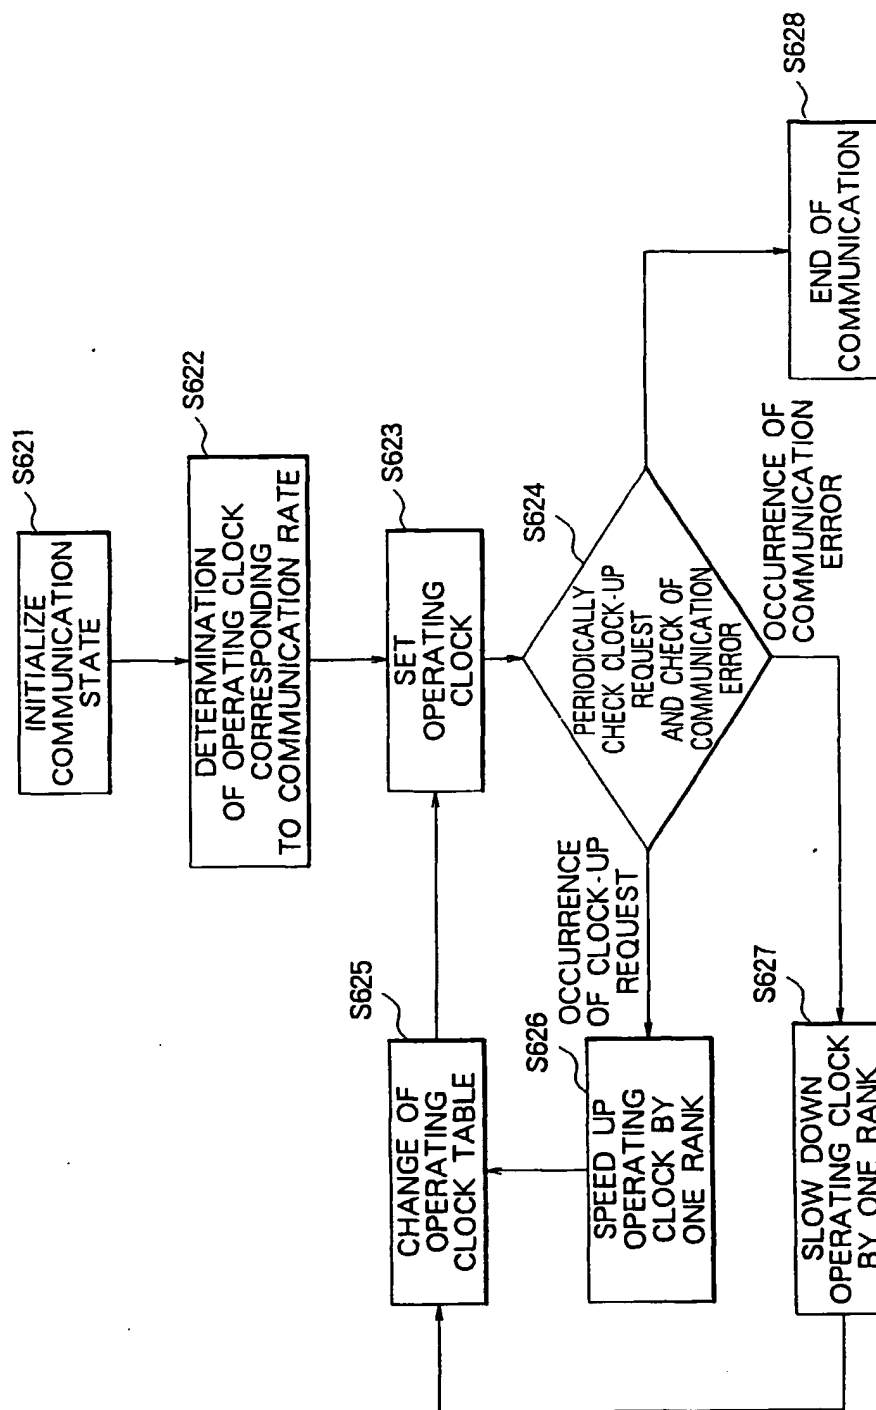 S621
INITIALIZE
COMMUNICATION
STATE
S622
DETERMINATION
OF OPERATING CLOCK
CORRESPONDING
TO COMMUNICATION RATE
S623
SET
OPERATING
CLOCK
S624
PERIODICALLY
CHECK CLOCK-UP
REQUEST
AND CHECK OF
COMMUNICATION
ERROR
S625
CHANGE OF
OPERATING
CLOCK TABLE
OCCURRENCE
OF CLOCK-UP
REQUEST
S626
SPEED UP
OPERATING
CLOCK BY
ONE RANK
OCCURRENCE OF
COMMUNICATION
ERROR
S627
SLOW DOWN
OPERATING CLOCK
BY ONE RANK
S628
END OF
COMMUNICATION